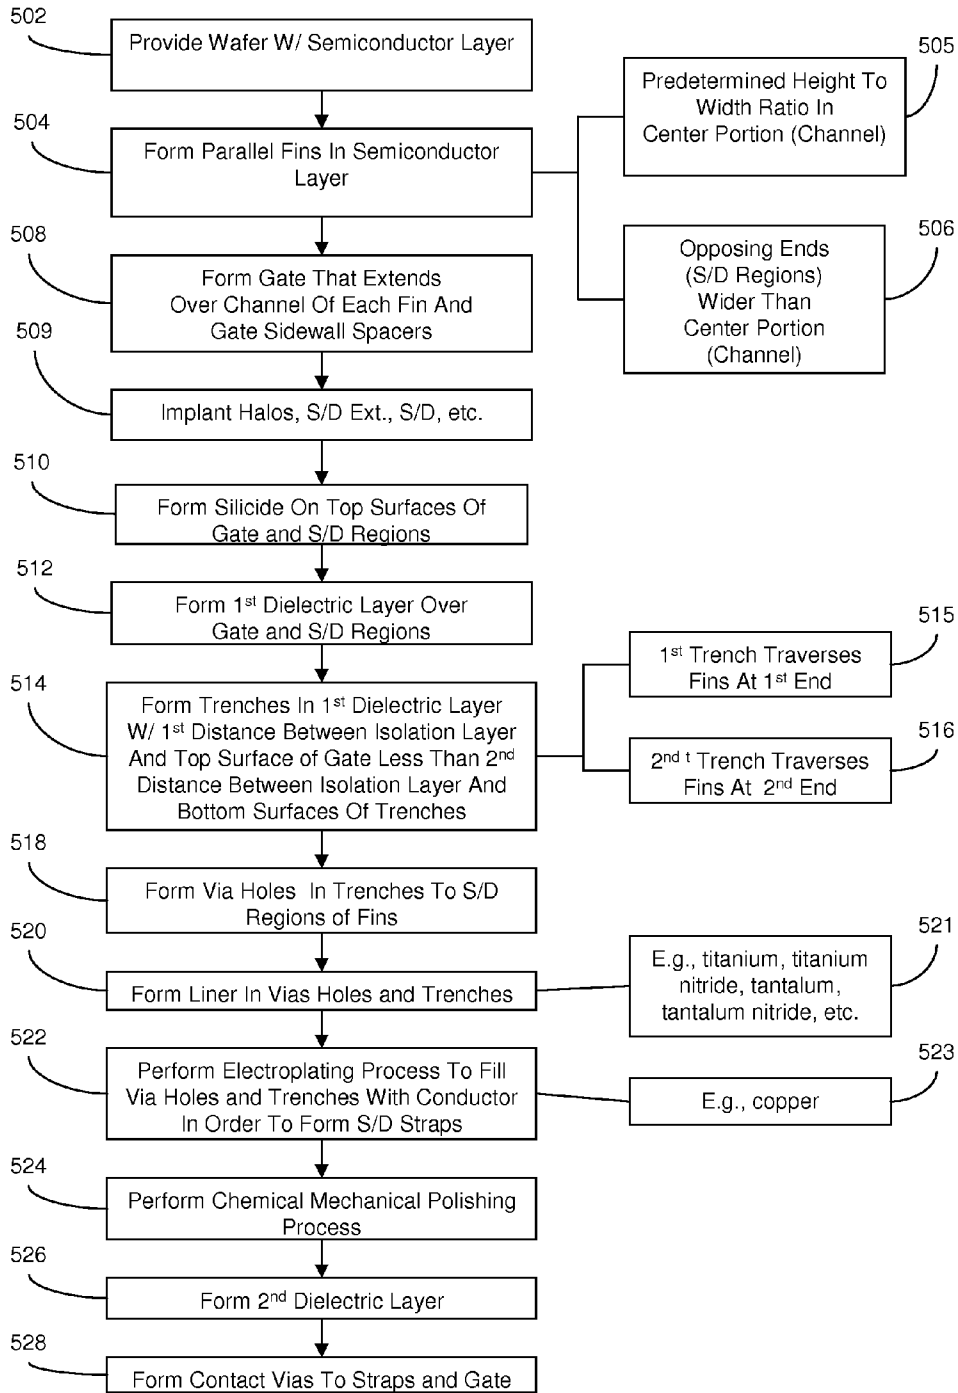 502
Provide Wafer W/ Semiconductor Layer
505
Predetermined Height To
Width Ratio In
Center Portion (Channel)
504
Form Parallel Fins In Semiconductor
Layer
508
506
Opposing Ends
(S/D Regions)
Wider Than
Center Portion
(Channel)
Form Gate That Extends
Over Channel Of Each Fin And
Gate Sidewall Spacers
509
Implant Halos, S/D Ext., S/D, etc.
510
Form Silicide On Top Surfaces Of
Gate and S/D Regions
512
Form 1st Dielectric Layer Over
Gate and S/D Regions
515
1st Trench Traverses
Fins At 1st End
514
Form Trenches In 1st Dielectric Layer
W/ 1st Distance Between Isolation Layer
And Top Surface of Gate Less Than 2nd
Distance Between Isolation Layer And
Bottom Surfaces Of Trenches
516
2nd t Trench Traverses
Fins At 2nd End
518
Form Via Holes In Trenches To S/D
Regions of Fins
520
Form Liner In Vias Holes and Trenches
521
E.g., titanium, titanium
nitride, tantalum,
tantalum nitride, etc.
522
Perform Electroplating Process To Fill
Via Holes and Trenches With Conductor
In Order To Form S/D Straps
523
E.g., copper
524
Perform Chemical Mechanical Polishing
Process
526
Form 2nd Dielectric Layer
528
Form Contact Vias To Straps and Gate